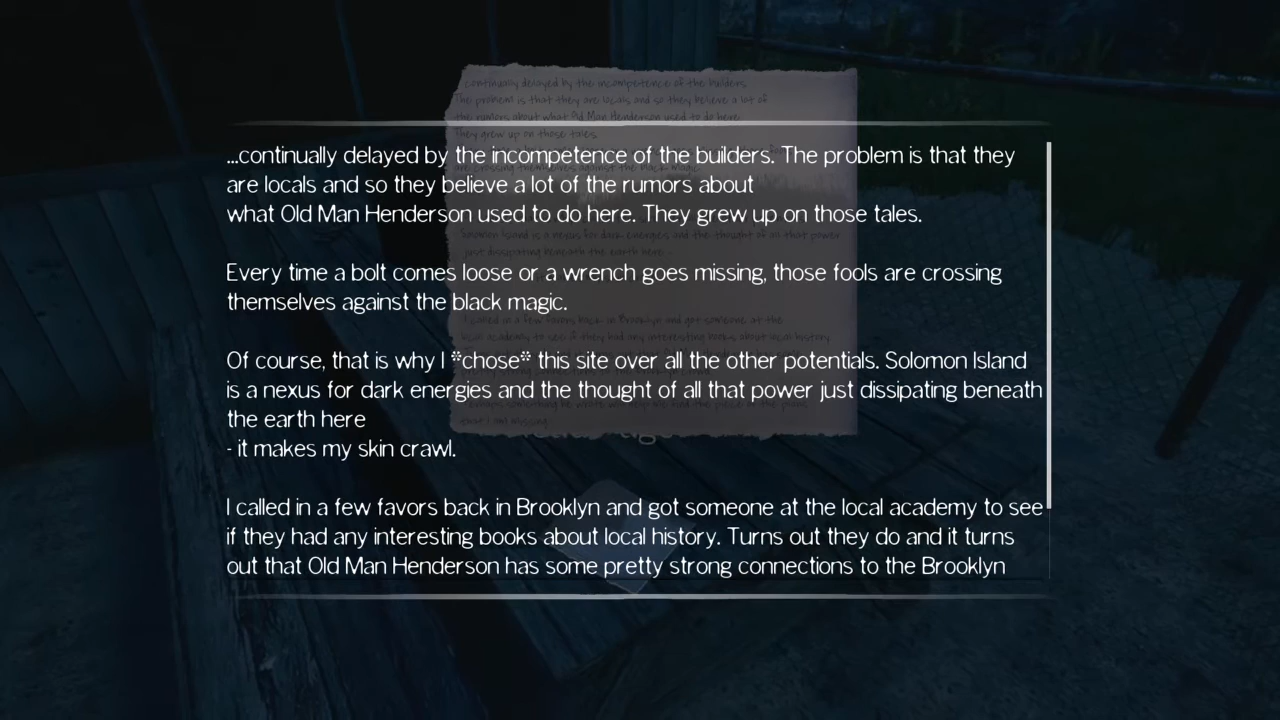 ...continually delayed by the incompetence of the builders. The problem is that they
are locals and so they believe a lot of the rumors about
what Old Man Henderson used to do here. They grew up on those tales.
Every time a bolt comes loose or a wrench goes missing, those fools are crossing
themselves against the black magic.
Of course, that is why I *chose* this site over all the other potentials. Solomon Island
is a nexus for dark energies and the thought of all that power just dissipating beneath
the earth here
- it makes my skin crawl.
I called in a few favors back in Brooklyn and got someone at the local academy to see
if they had any interesting books about local history. Turns out they do and it turns
out that Old Man Henderson has some pretty strong connections to the Brooklyn